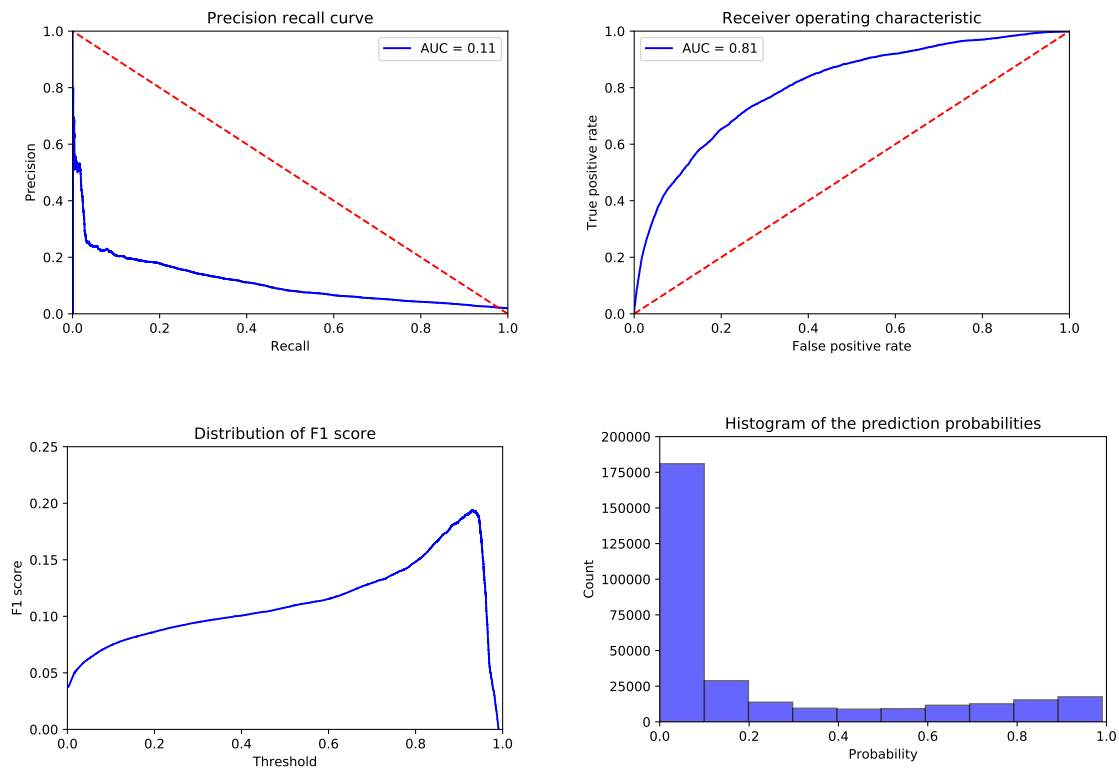 Precision recall curve
1.0
0.8
0.6
0.4
0.2
0.0
Precision
AUC = 0.11
0.0 0.2 0.4 0.6 0.8 1.0
Recall
Receiver operating characteristic
1.0
0.8
0.6
0.4
0.2
0.0
True positive rate
AUC = 0.81
0.0 0.2 0.4 0.6 0.8 1.0
False positive rate
Distribution of F1 score
0.25
0.20
0.15
0.10
0.05
0.00
F1 score
0.0 0.2 0.4 0.6 0.8 1.0
Threshold
Histogram of the prediction probabilities
200000
175000
150000
125000
100000
75000
50000
25000
0
Count
0.0 0.2 0.4 0.6 0.8 1.0
Probability